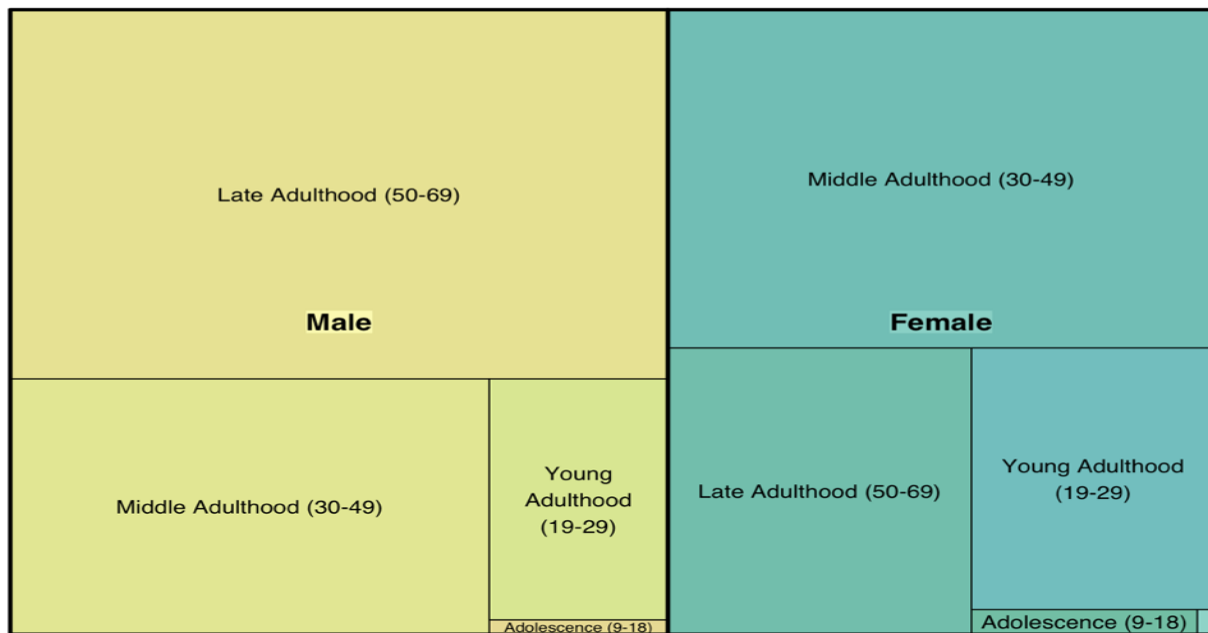 Late Adulthood (50-69)
Male
Middle Adulthood (30-49)
Young
Adulthood
(19-29)
Adolescence (9-18)
Middle Adulthood (30-49)
Female
Late Adulthood (50-69)
Young Adulthood
(19-29)
Adolescence (9-18)